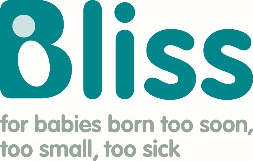 Bliss
for babies born too soon,
too small, too sick